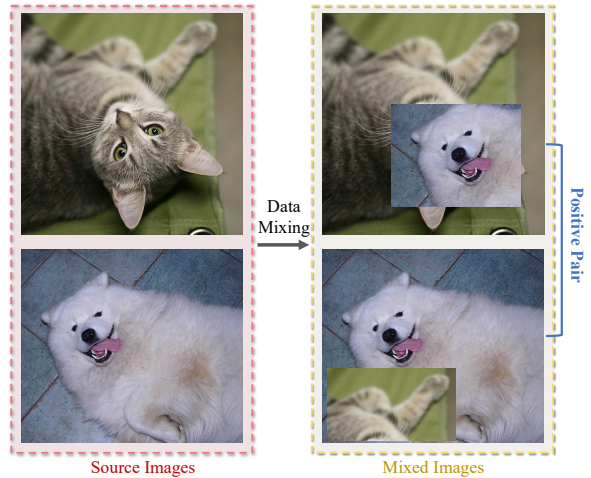 Data
Mixing
Positive Pair
Source Images
Mixed Images